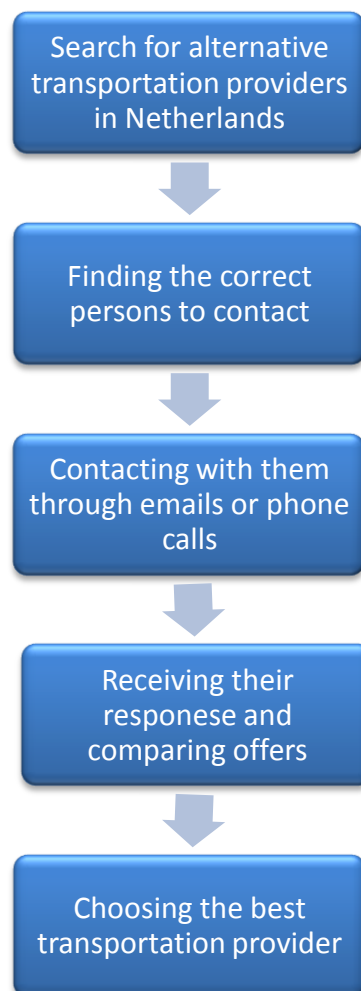 Search for alternative
transportation providers
in Netherlands
Finding the correct
persons to contact
Contacting with them
through emails or phone
calls
Receiving their
responese and
comparing offers
Choosing the best
transportation provider